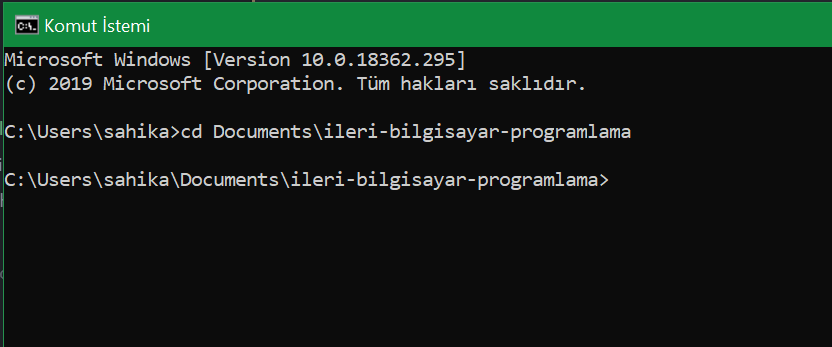 Komut İstemi
Microsoft Windows [Version 10.0.18362.295]
(c) 2019 Microsoft Corporation. Tüm hakları saklıdır.
C:\Users\sahika>cd Documents\ileri-bilgisayar-programlama
C:\Users\sahika\Documents\ileri-bilgisayar-programlama>